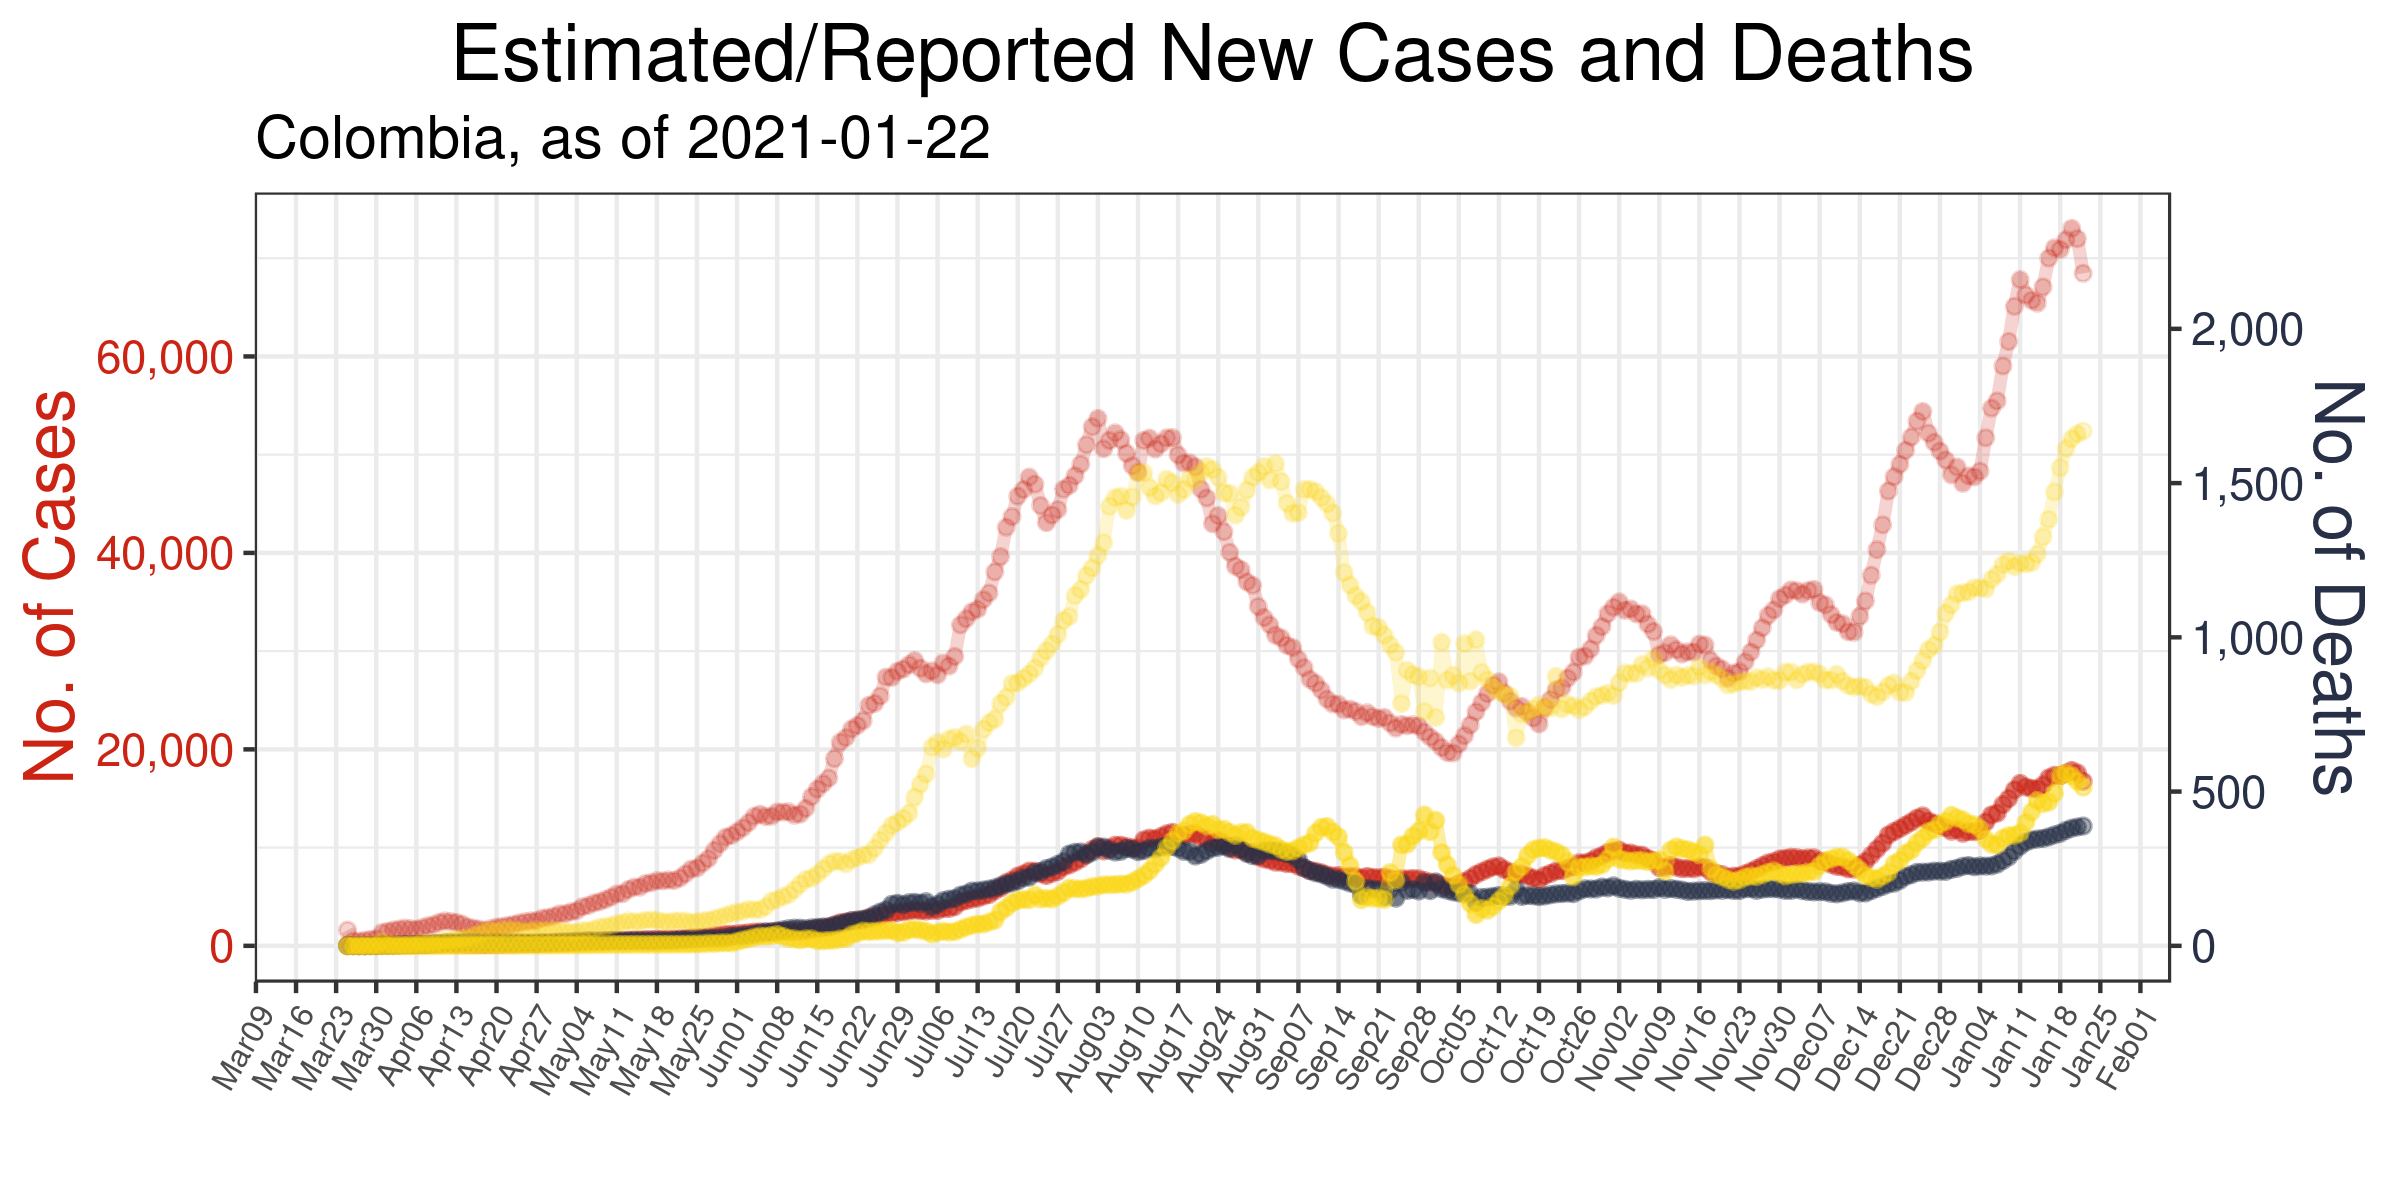 Estimated/Reported New Cases and Deaths
Colombia, as of 2021-01-22
No. of Cases
60,000
40,000
20,000
0
2,000
1,500
1,000
500
0
No. of Deaths
Mar09
Mar16
Mar23
Mar30
Apr06
Apr13
Apr20
Apr27
May04
May11
May18
May25
Jun01
Jun08
Jun15
Jun22
Jun29
Jul06
Jul13
Jul20
Jul27
Aug03
Aug10
Aug17
Aug24
Aug31
Sep07
Sep14
Sep21
Sep28
Oct05
Oct12
Oct19
Oct26
Nov02
Nov09
Nov16
Nov23
Nov30
Dec07
Dec14
Dec21
Dec28
Jan04
Jan11
Jan18
Jan25
Feb01